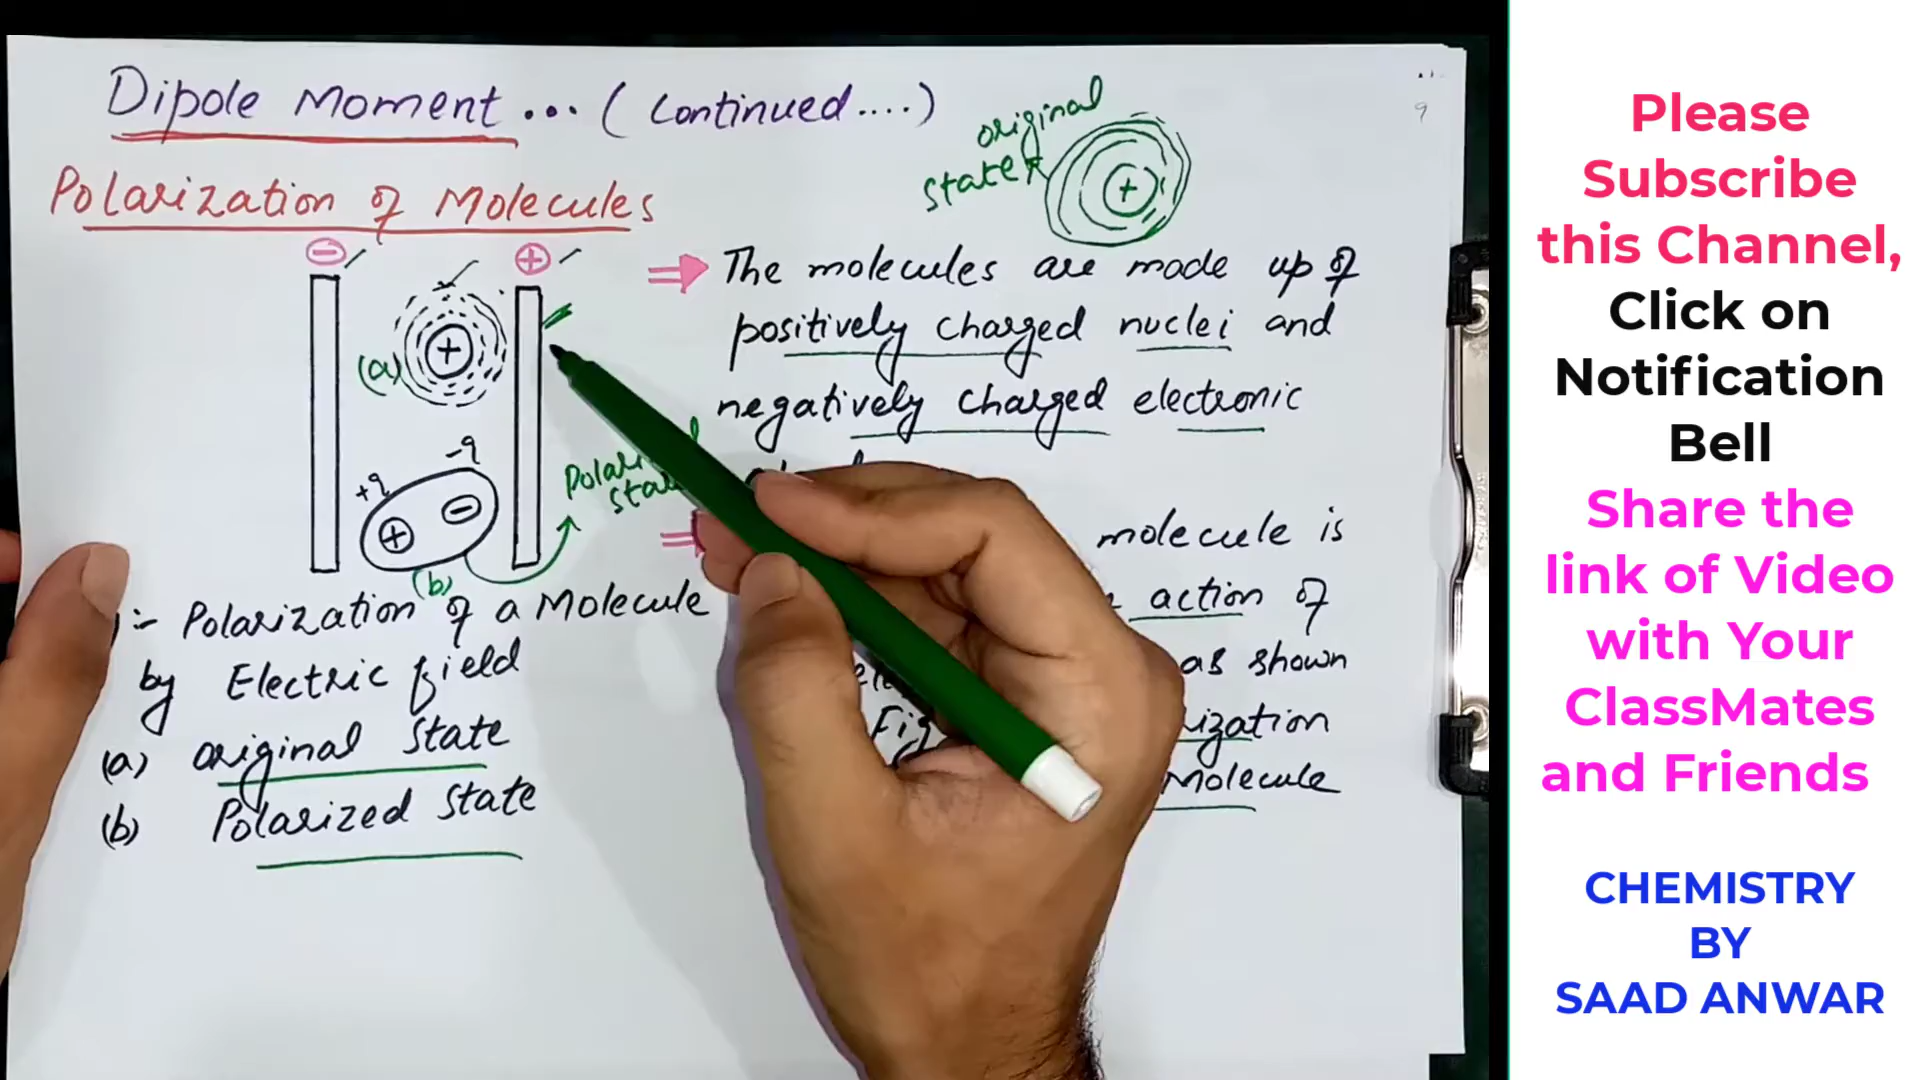 Dipole Moment ... (Continued ....)
original
state
Polarization of Molecules
⊖ ⊕
+
(a)
+
-q
+q
+ −
(b)
:- Polarization of a Molecule
by Electric field
(a) original state
(b) Polarized state
⇒ The molecules are made up of
positively charged nuclei and
negatively charged electronic
molecule is
action of
as shown
Molecule
9
Please
Subscribe
this Channel,
Click on
Notification
Bell
Share the
link of Video
with Your
ClassMates
and Friends
CHEMISTRY
BY
SAAD ANWAR